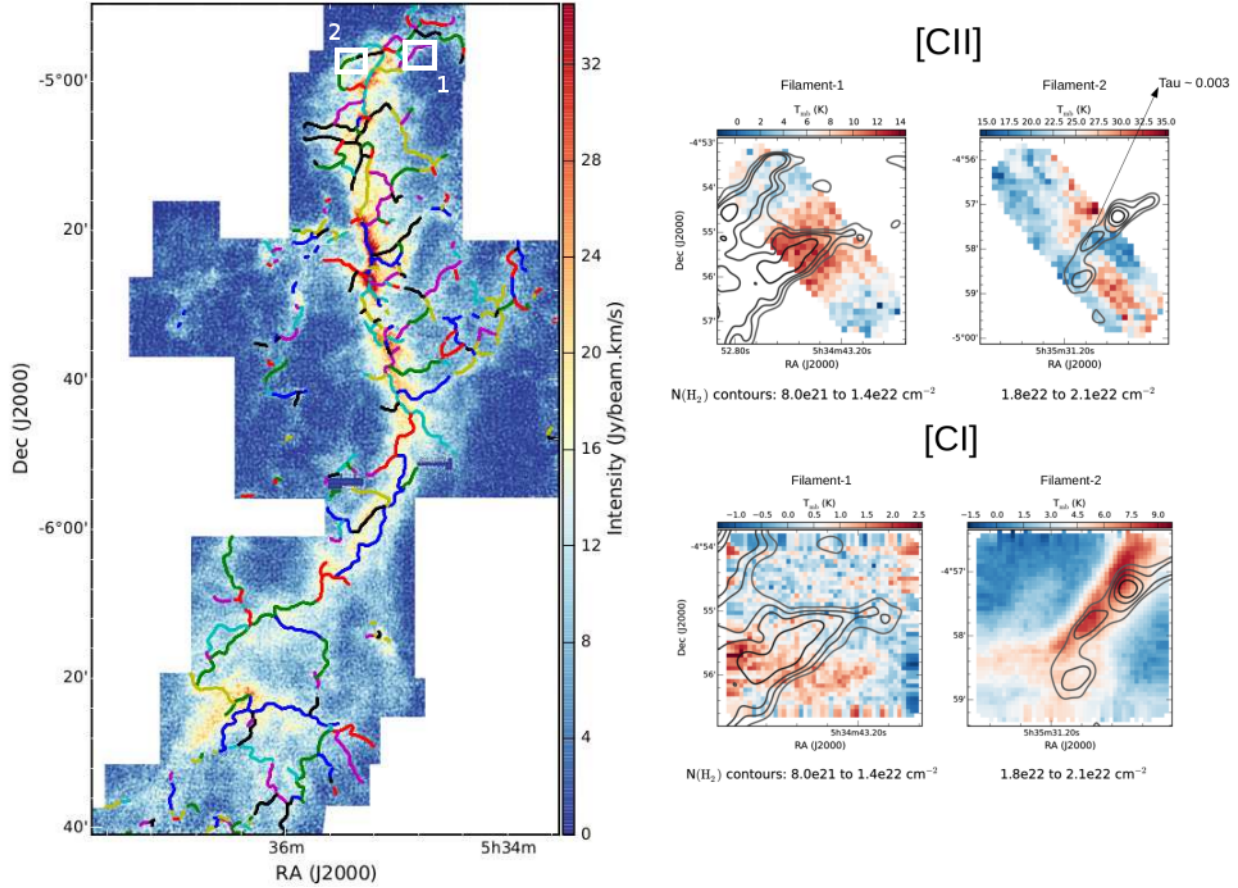 2
1
-5°00'
20'
40'
-6°00'
20'
40'
Dec (J2000)
36m
5h34m
RA (J2000)
32
28
24
20
16
12
8
4
0
Intensity (Jy/beam.km/s)
[CII]
Filament-1
T_mb (K)
0 2 4 6 8 10 12 14
-4°53'
54'
55'
56'
57'
Dec (J2000)
52.80s
5h34m43.20s
RA (J2000)
N(H₂) contours: 8.0e21 to 1.4e22 cm⁻²
Filament-2
Tau ~ 0.003
T_mb (K)
15.0 17.5 20.0 22.5 25.0 27.5 30.0 32.5 35.0
-4°56'
57'
58'
59'
-5°00'
5h35m31.20s
RA (J2000)
1.8e22 to 2.1e22 cm⁻²
[CI]
Filament-1
T_mb (K)
−1.0 −0.5 0.0 0.5 1.0 1.5 2.0 2.5
-4°54'
55'
56'
Dec (J2000)
5h34m43.20s
RA (J2000)
N(H₂) contours: 8.0e21 to 1.4e22 cm⁻²
Filament-2
T_mb (K)
−1.5 0.0 1.5 3.0 4.5 6.0 7.5 9.0
-4°57'
58'
59'
5h35m31.20s
RA (J2000)
1.8e22 to 2.1e22 cm⁻²